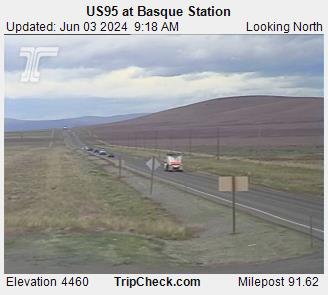 US95 at Basque Station
Updated: Jun 03 2024 9:18 AM Looking North
Elevation 4460 TripCheck.com Milepost 91.62